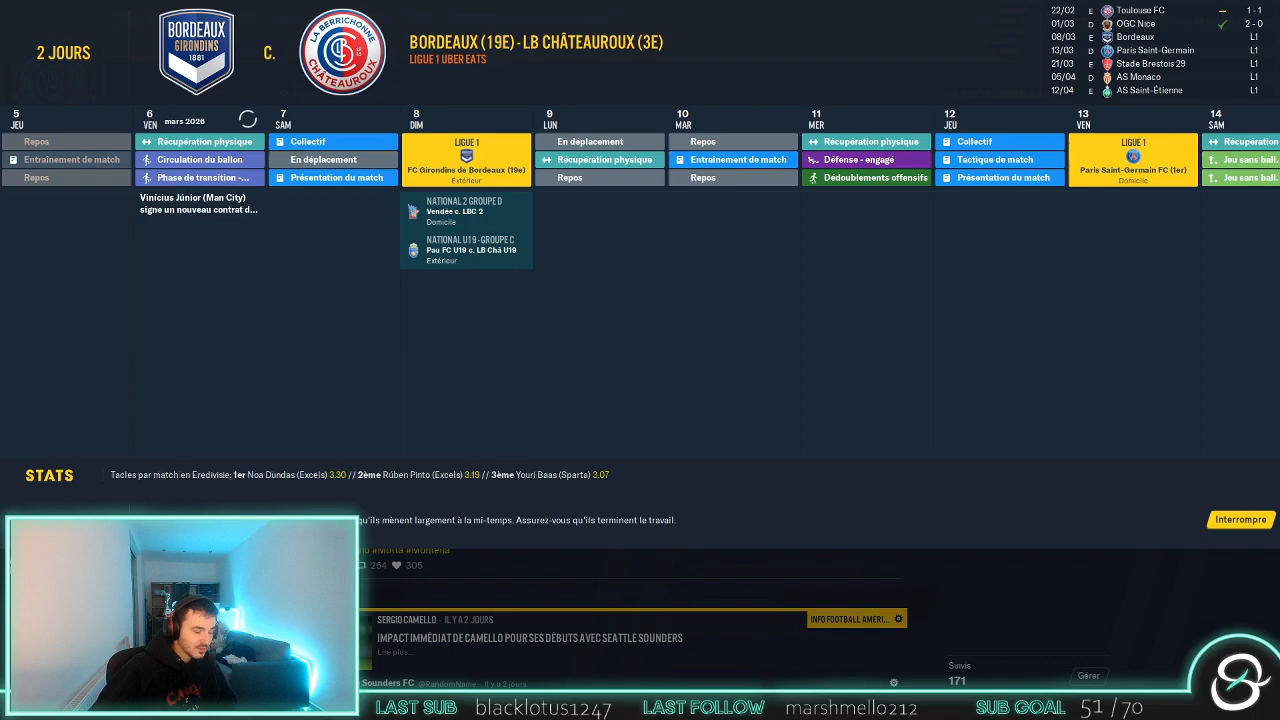 2 JOURS
BORDEAUX
GIRONDINS
1881
C.
LA BERRICHONNE
CHÂTEAUROUX
BORDEAUX (19E) - LB CHÂTEAUROUX (3E)
LIGUE 1 UBER EATS
22/02 E Toulouse FC 1 - 1
01/03 D OGC Nice 2 - 0
08/03 E Bordeaux L1
13/03 D Paris Saint-Germain L1
21/03 E Stade Brestois 29 L1
05/04 D AS Monaco L1
12/04 E AS Saint-Étienne L1
5 6 7 8 9 10 11 12 13 14
JEU VEN mars 2026 SAM DIM LUN MAR MER JEU VEN SAM
Repos
Entraînement de match
Repos
Récupération physique
Circulation du ballon
Phase de transition -...
Vinícius Júnior (Man City)
signe un nouveau contrat d...
Collectif
En déplacement
Présentation du match
LIGUE 1
FC Girondins de Bordeaux (19e)
Extérieur
NATIONAL 2 GROUPE D
Vendée c. LBC 2
Domicile
NATIONAL U19 - GROUPE C
Pau FC U19 c. LB Châ U19
Extérieur
En déplacement
Récupération physique
Repos
Repos
Entraînement de match
Repos
Récupération physique
Défense - engagé
Dédoublements offensifs
Collectif
Tactique de match
Présentation du match
LIGUE 1
Paris Saint-Germain FC (1er)
Domicile
Récupération
Jeu sans ball.
Jeu sans ball.
STATS
Tacles par match en Eredivisie: 1er Noa Dundas (Excels) 3.30 // 2ème Rúben Pinto (Excels) 3.19 // 3ème Youri Baas (Sparta) 3.07
qu'ils mènent largement à la mi-temps. Assurez-vous qu'ils terminent le travail.
Interrompre
#Motta #Montella
264 305
SERGIO CAMELLO - IL Y A 2 JOURS
INFO FOOTBALL AMÉRI...
IMPACT IMMÉDIAT DE CAMELLO POUR SES DÉBUTS AVEC SEATTLE SOUNDERS
Lire plus...
Sounders FC @RandomName - Il y a 2 jours
Suivis
171
Gérer
LAST SUB blacklotus1247 LAST FOLLOW marshmello212 SUB GOAL 51 / 70